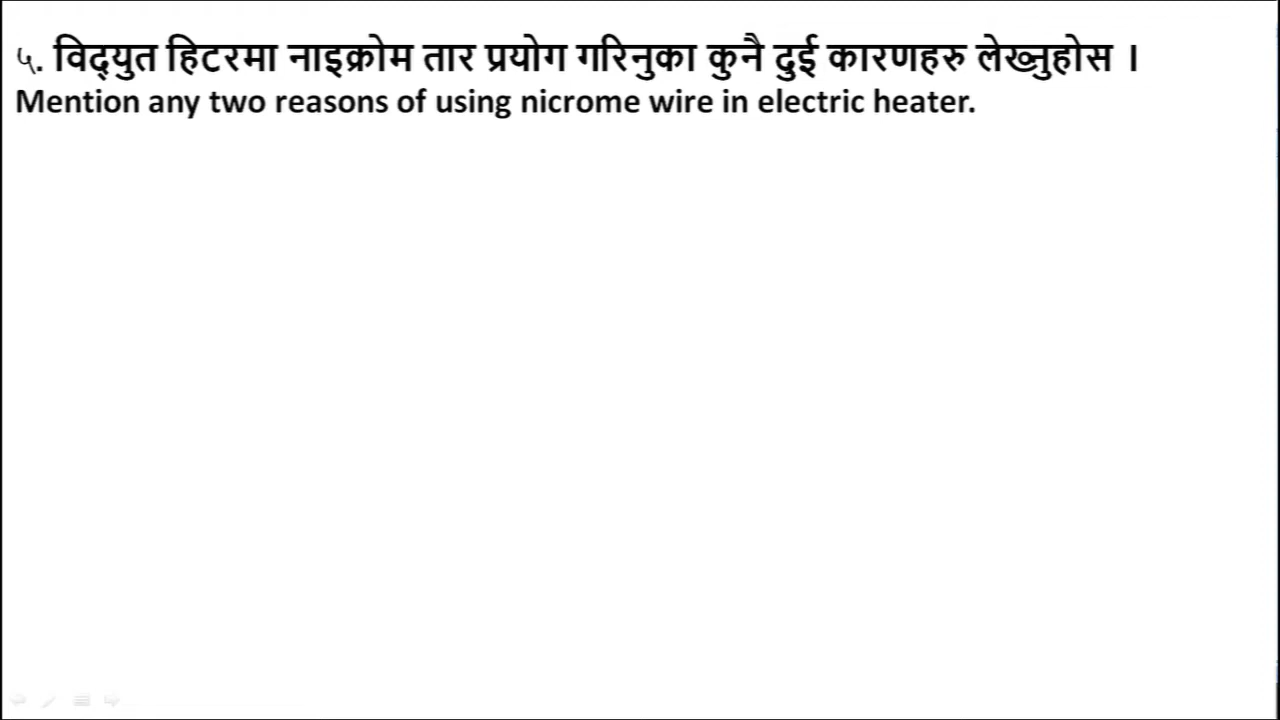 ५. विद्युत हिटरमा नाइक्रोम तार प्रयोग गरिनुका कुनै दुई कारणहरु लेख्नुहोस ।
Mention any two reasons of using nicrome wire in electric heater.